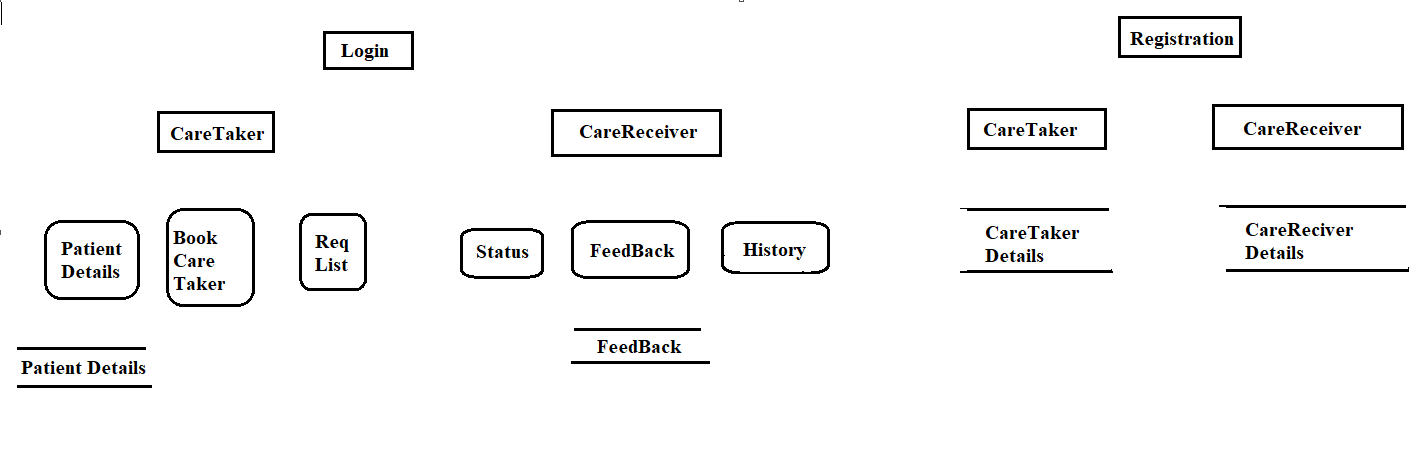 Login
Registration
CareTaker
CareReceiver
CareTaker
CareReceiver
Patient
Details
Book
Care
Taker
Req
List
Status
FeedBack
History
CareTaker
Details
CareReciver
Details
Patient Details
FeedBack